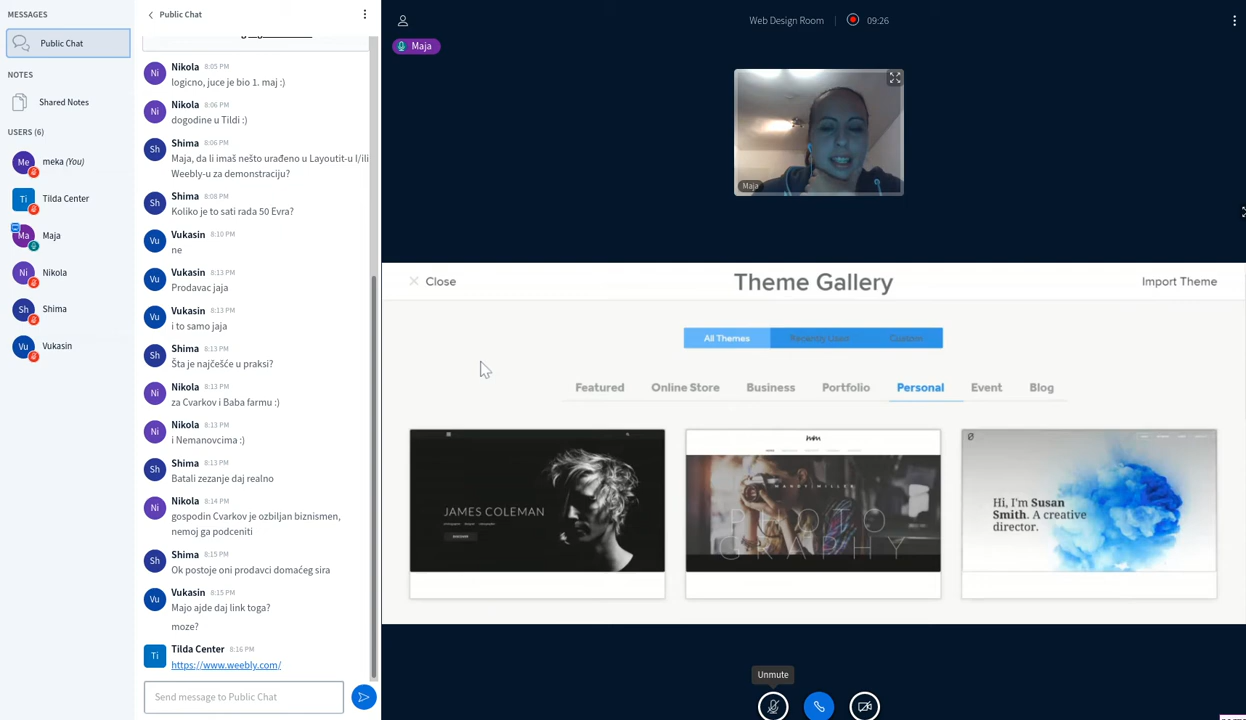 MESSAGES
Public Chat
NOTES
Shared Notes
USERS (6)
Me
meka (You)
Ti
Tilda Center
Ma
Maja
Ni
Nikola
Sh
Shima
Vu
Vukasin
Public Chat
Ni
Nikola 8:05 PM
logicno, juce je bio 1. maj :)
Ni
Nikola 8:06 PM
dogodine u Tildi :)
Sh
Shima 8:06 PM
Maja, da li imaš nešto urađeno u Layoutit-u I/ili
Weebly-u za demonstraciju?
Sh
Shima 8:08 PM
Koliko je to sati rada 50 Evra?
Vu
Vukasin 8:10 PM
ne
Vu
Vukasin 8:13 PM
Prodavac jaja
Vu
Vukasin 8:13 PM
i to samo jaja
Sh
Shima 8:13 PM
Šta je najčešće u praksi?
Ni
Nikola 8:13 PM
za Cvarkov i Baba farmu :)
Ni
Nikola 8:13 PM
i Nemanovcima :)
Sh
Shima 8:13 PM
Batali zezanje daj realno
Ni
Nikola 8:14 PM
gospodin Cvarkov je ozbiljan biznismen,
nemoj ga podceniti
Sh
Shima 8:15 PM
Ok postoje oni prodavci domaćeg sira
Vu
Vukasin 8:15 PM
Majo ajde daj link toga?
moze?
Ti
Tilda Center 8:16 PM
https://www.weebly.com/
Send message to Public Chat
Web Design Room
09:26
Maja
Maja
Close
Theme Gallery
Import Theme
All Themes
Recently Used
Custom
Featured
Online Store
Business
Portfolio
Personal
Event
Blog
JAMES COLEMAN
MANDY MILLER
PHOTO
GRAPHY
Hi, I'm Susan
Smith. A creative
director.
Unmute